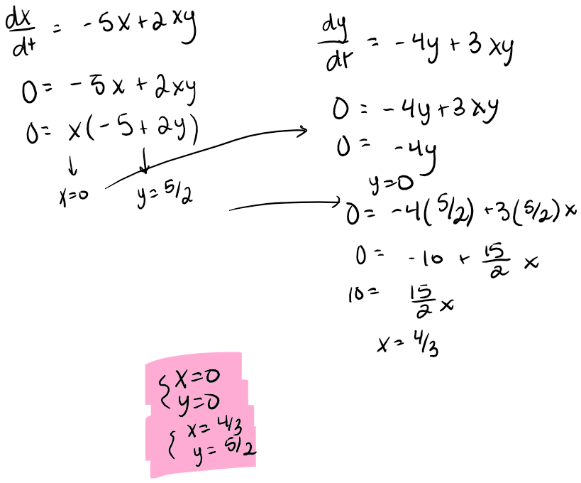 dx/dt = -5x+2xy
0= -5x+2xy
0= x(-5+2y)
x=0 y=5/2
dy/dt = -4y+3xy
0 = -4y+3xy
0= -4y
y=0
0= -4(5/2)+3(5/2)x
0= -10 + 15/2 x
10= 15/2 x
x= 4/3
{x=0
y=0
{x= 4/3
y= 5/2